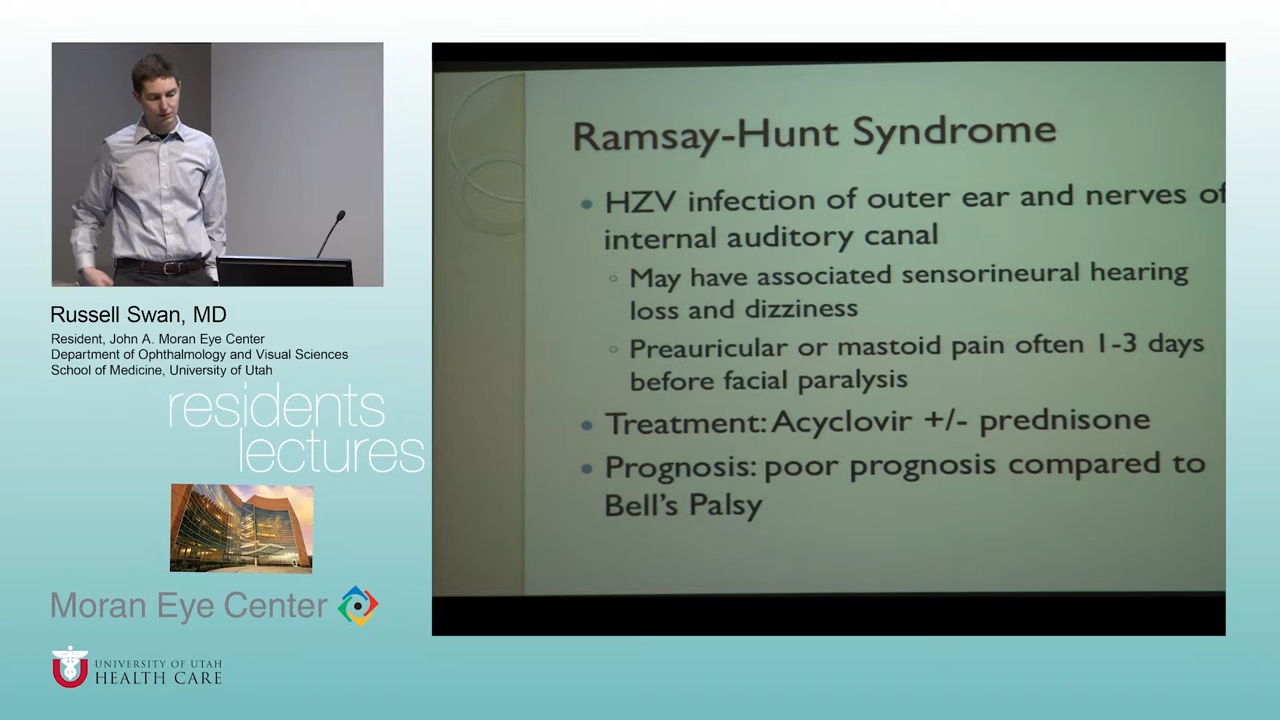 Russell Swan, MD
Resident, John A. Moran Eye Center
Department of Ophthalmology and Visual Sciences
School of Medicine, University of Utah
residents
lectures
Moran Eye Center
UNIVERSITY OF UTAH
HEALTH CARE
Ramsay-Hunt Syndrome
• HZV infection of outer ear and nerves of
internal auditory canal
◦ May have associated sensorineural hearing
loss and dizziness
◦ Preauricular or mastoid pain often 1-3 days
before facial paralysis
• Treatment: Acyclovir +/- prednisone
• Prognosis: poor prognosis compared to
Bell's Palsy